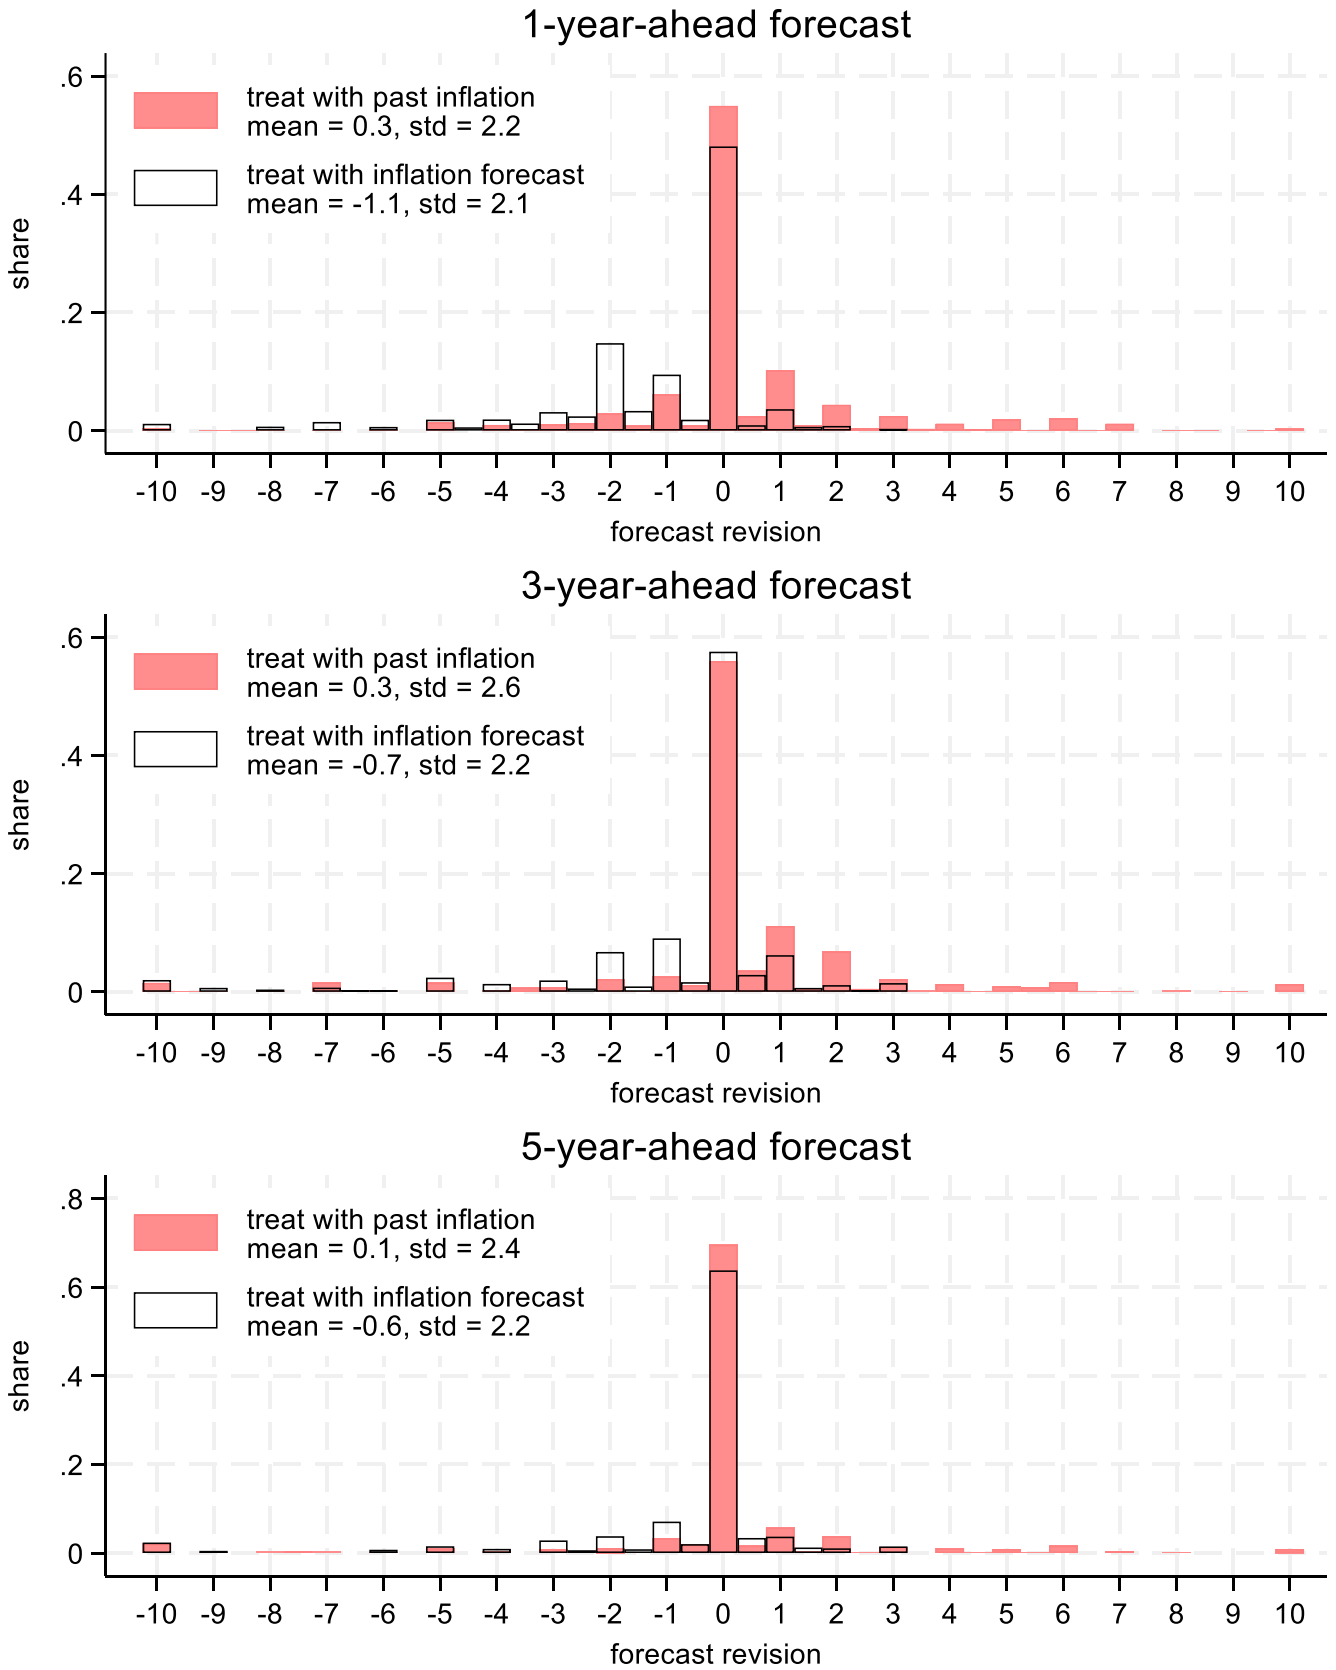 1-year-ahead forecast
.6
.4
.2
0
share
treat with past inflation
mean = 0.3, std = 2.2
treat with inflation forecast
mean = -1.1, std = 2.1
-10 -9 -8 -7 -6 -5 -4 -3 -2 -1 0 1 2 3 4 5 6 7 8 9 10
forecast revision
3-year-ahead forecast
.6
.4
.2
0
share
treat with past inflation
mean = 0.3, std = 2.6
treat with inflation forecast
mean = -0.7, std = 2.2
-10 -9 -8 -7 -6 -5 -4 -3 -2 -1 0 1 2 3 4 5 6 7 8 9 10
forecast revision
5-year-ahead forecast
.8
.6
.4
.2
0
share
treat with past inflation
mean = 0.1, std = 2.4
treat with inflation forecast
mean = -0.6, std = 2.2
-10 -9 -8 -7 -6 -5 -4 -3 -2 -1 0 1 2 3 4 5 6 7 8 9 10
forecast revision